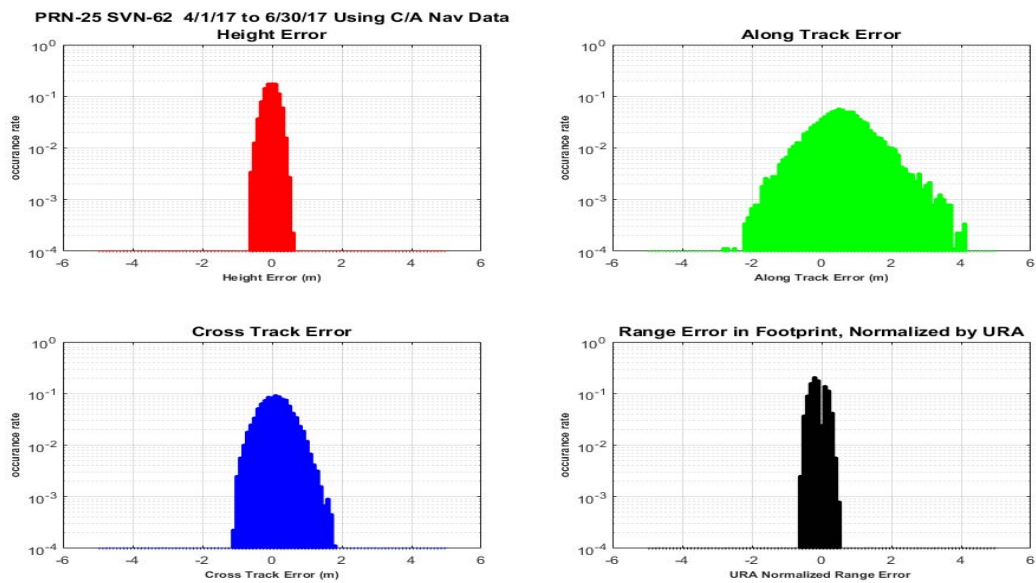 PRN-25 SVN-62 4/1/17 to 6/30/17 Using C/A Nav Data
Height Error
10^0
10^-1
10^-2
10^-3
10^-4
occurance rate
-6 -4 -2 0 2 4 6
Height Error (m)
Along Track Error
10^0
10^-1
10^-2
10^-3
10^-4
occurance rate
-6 -4 -2 0 2 4 6
Along Track Error (m)
Cross Track Error
10^0
10^-1
10^-2
10^-3
10^-4
occurance rate
-6 -4 -2 0 2 4 6
Cross Track Error (m)
Range Error in Footprint, Normalized by URA
10^0
10^-1
10^-2
10^-3
10^-4
occurance rate
-6 -4 -2 0 2 4 6
URA Normalized Range Error